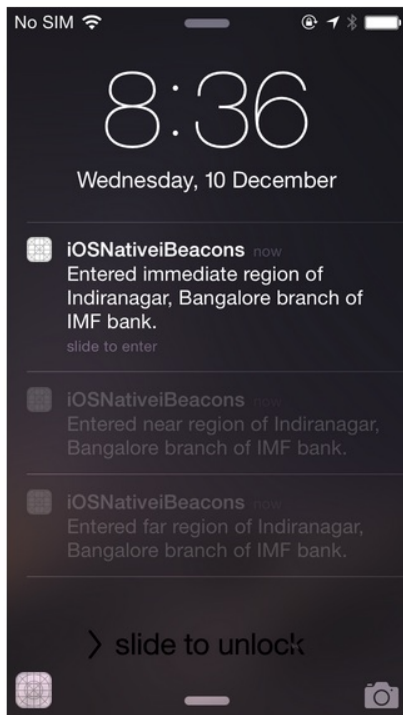 No SIM
8:36
Wednesday, 10 December
iOSNativeiBeacons now
Entered immediate region of
Indiranagar, Bangalore branch of
IMF bank.
slide to enter
iOSNativeiBeacons now
Entered near region of Indiranagar,
Bangalore branch of IMF bank.
iOSNativeiBeacons now
Entered far region of Indiranagar,
Bangalore branch of IMF bank.
slide to unlock